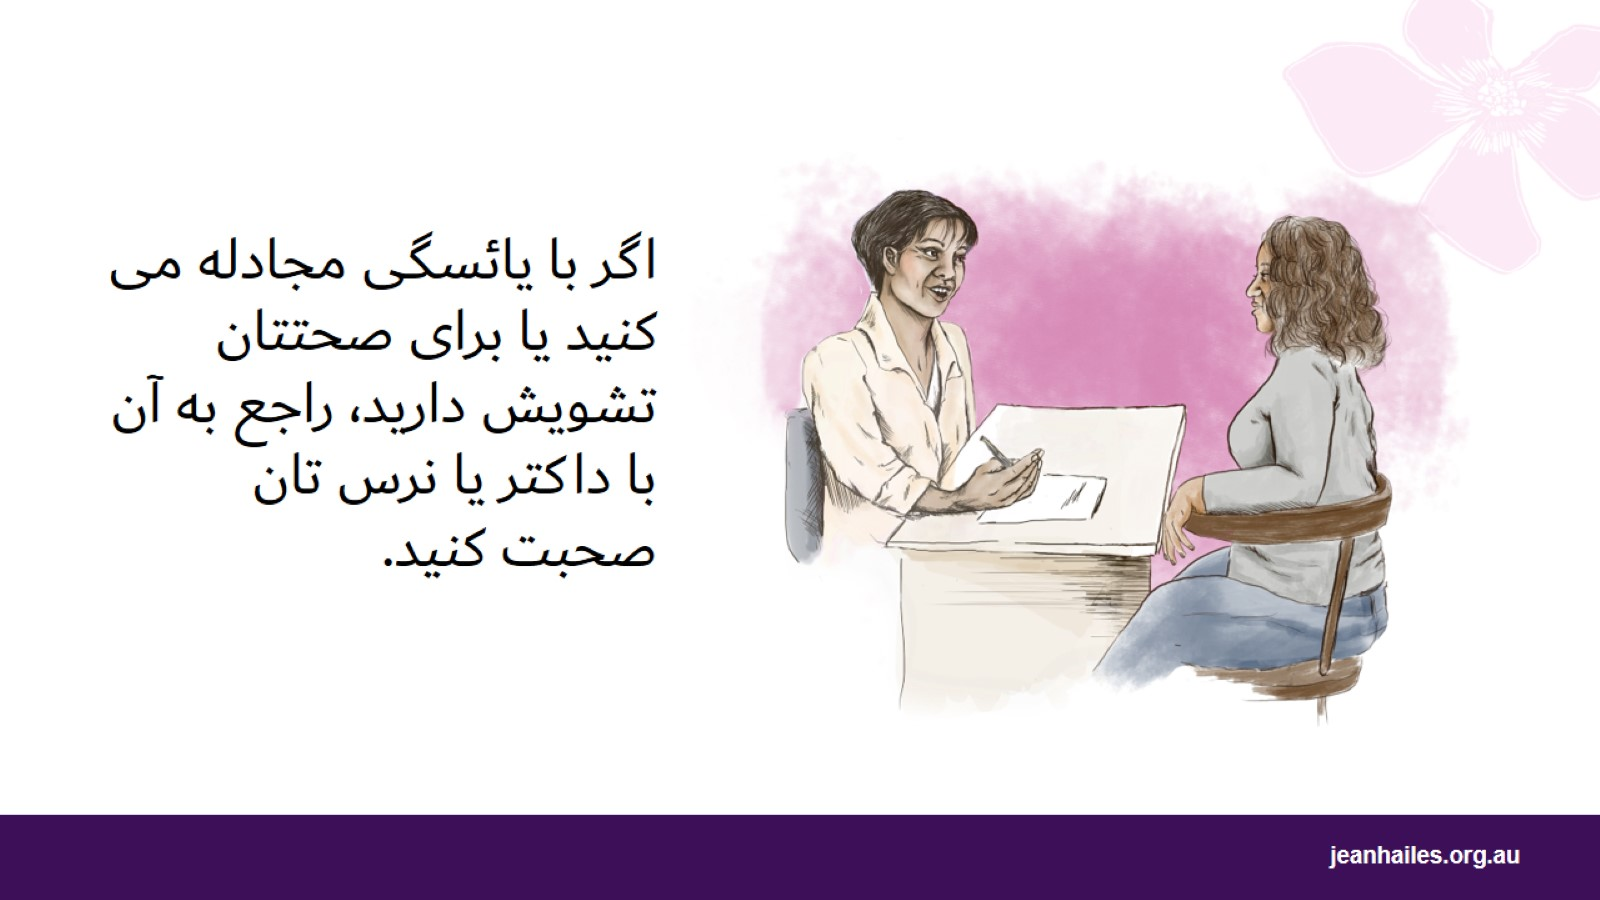 اگر با یائسگی مجادله می
کنید یا برای صحتتان
تشویش دارید، راجع به آن
با داکتر یا نرس تان
صحبت کنید.
jeanhailes.org.au